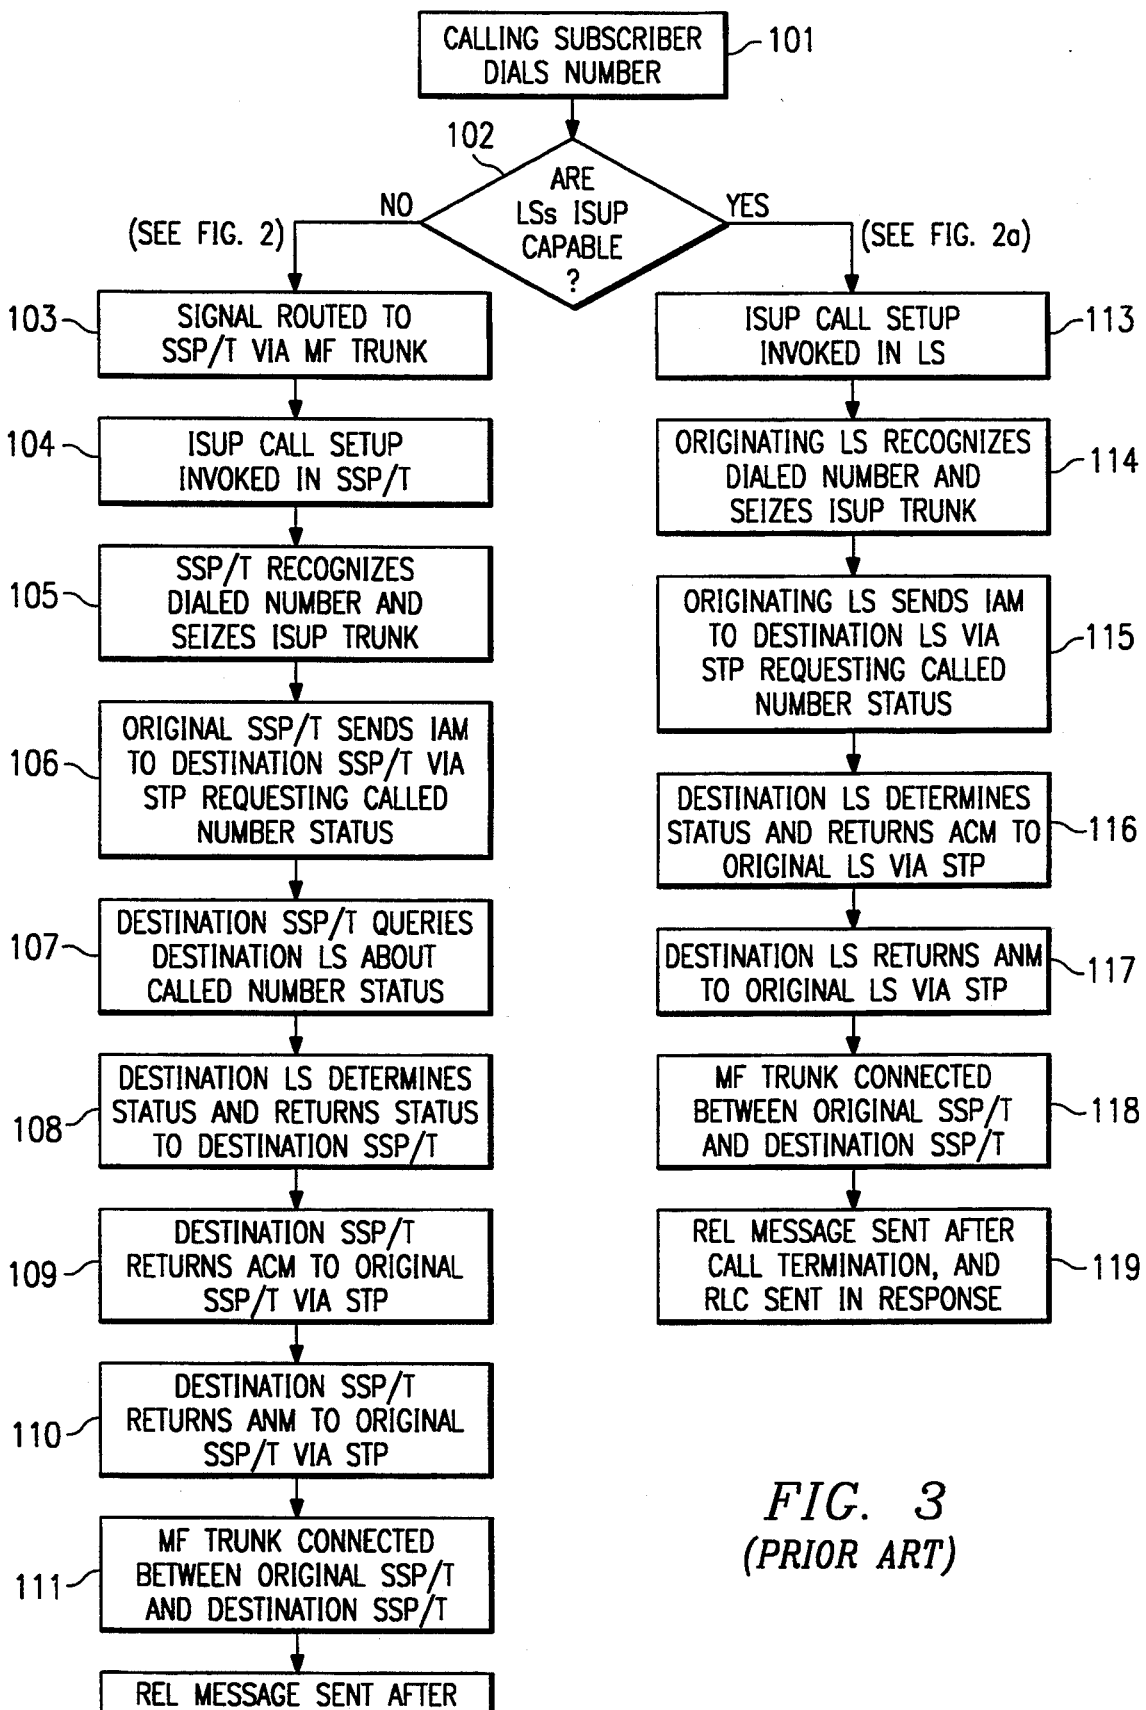 CALLING SUBSCRIBER
DIALS NUMBER
101
102
ARE
LSs ISUP
CAPABLE
?
NO
YES
(SEE FIG. 2)
(SEE FIG. 2a)
103
SIGNAL ROUTED TO
SSP/T VIA MF TRUNK
104
ISUP CALL SETUP
INVOKED IN SSP/T
105
SSP/T RECOGNIZES
DIALED NUMBER AND
SEIZES ISUP TRUNK
106
ORIGINAL SSP/T SENDS IAM
TO DESTINATION SSP/T VIA
STP REQUESTING CALLED
NUMBER STATUS
107
DESTINATION SSP/T QUERIES
DESTINATION LS ABOUT
CALLED NUMBER STATUS
108
DESTINATION LS DETERMINES
STATUS AND RETURNS STATUS
TO DESTINATION SSP/T
109
DESTINATION SSP/T
RETURNS ACM TO ORIGINAL
SSP/T VIA STP
110
DESTINATION SSP/T
RETURNS ANM TO ORIGINAL
SSP/T VIA STP
111
MF TRUNK CONNECTED
BETWEEN ORIGINAL SSP/T
AND DESTINATION SSP/T
REL MESSAGE SENT AFTER
ISUP CALL SETUP
INVOKED IN LS
113
ORIGINATING LS RECOGNIZES
DIALED NUMBER AND
SEIZES ISUP TRUNK
114
ORIGINATING LS SENDS IAM
TO DESTINATION LS VIA
STP REQUESTING CALLED
NUMBER STATUS
115
DESTINATION LS DETERMINES
STATUS AND RETURNS ACM TO
ORIGINAL LS VIA STP
116
DESTINATION LS RETURNS ANM
TO ORIGINAL LS VIA STP
117
MF TRUNK CONNECTED
BETWEEN ORIGINAL SSP/T
AND DESTINATION SSP/T
118
REL MESSAGE SENT AFTER
CALL TERMINATION, AND
RLC SENT IN RESPONSE
119
FIG. 3
(PRIOR ART)